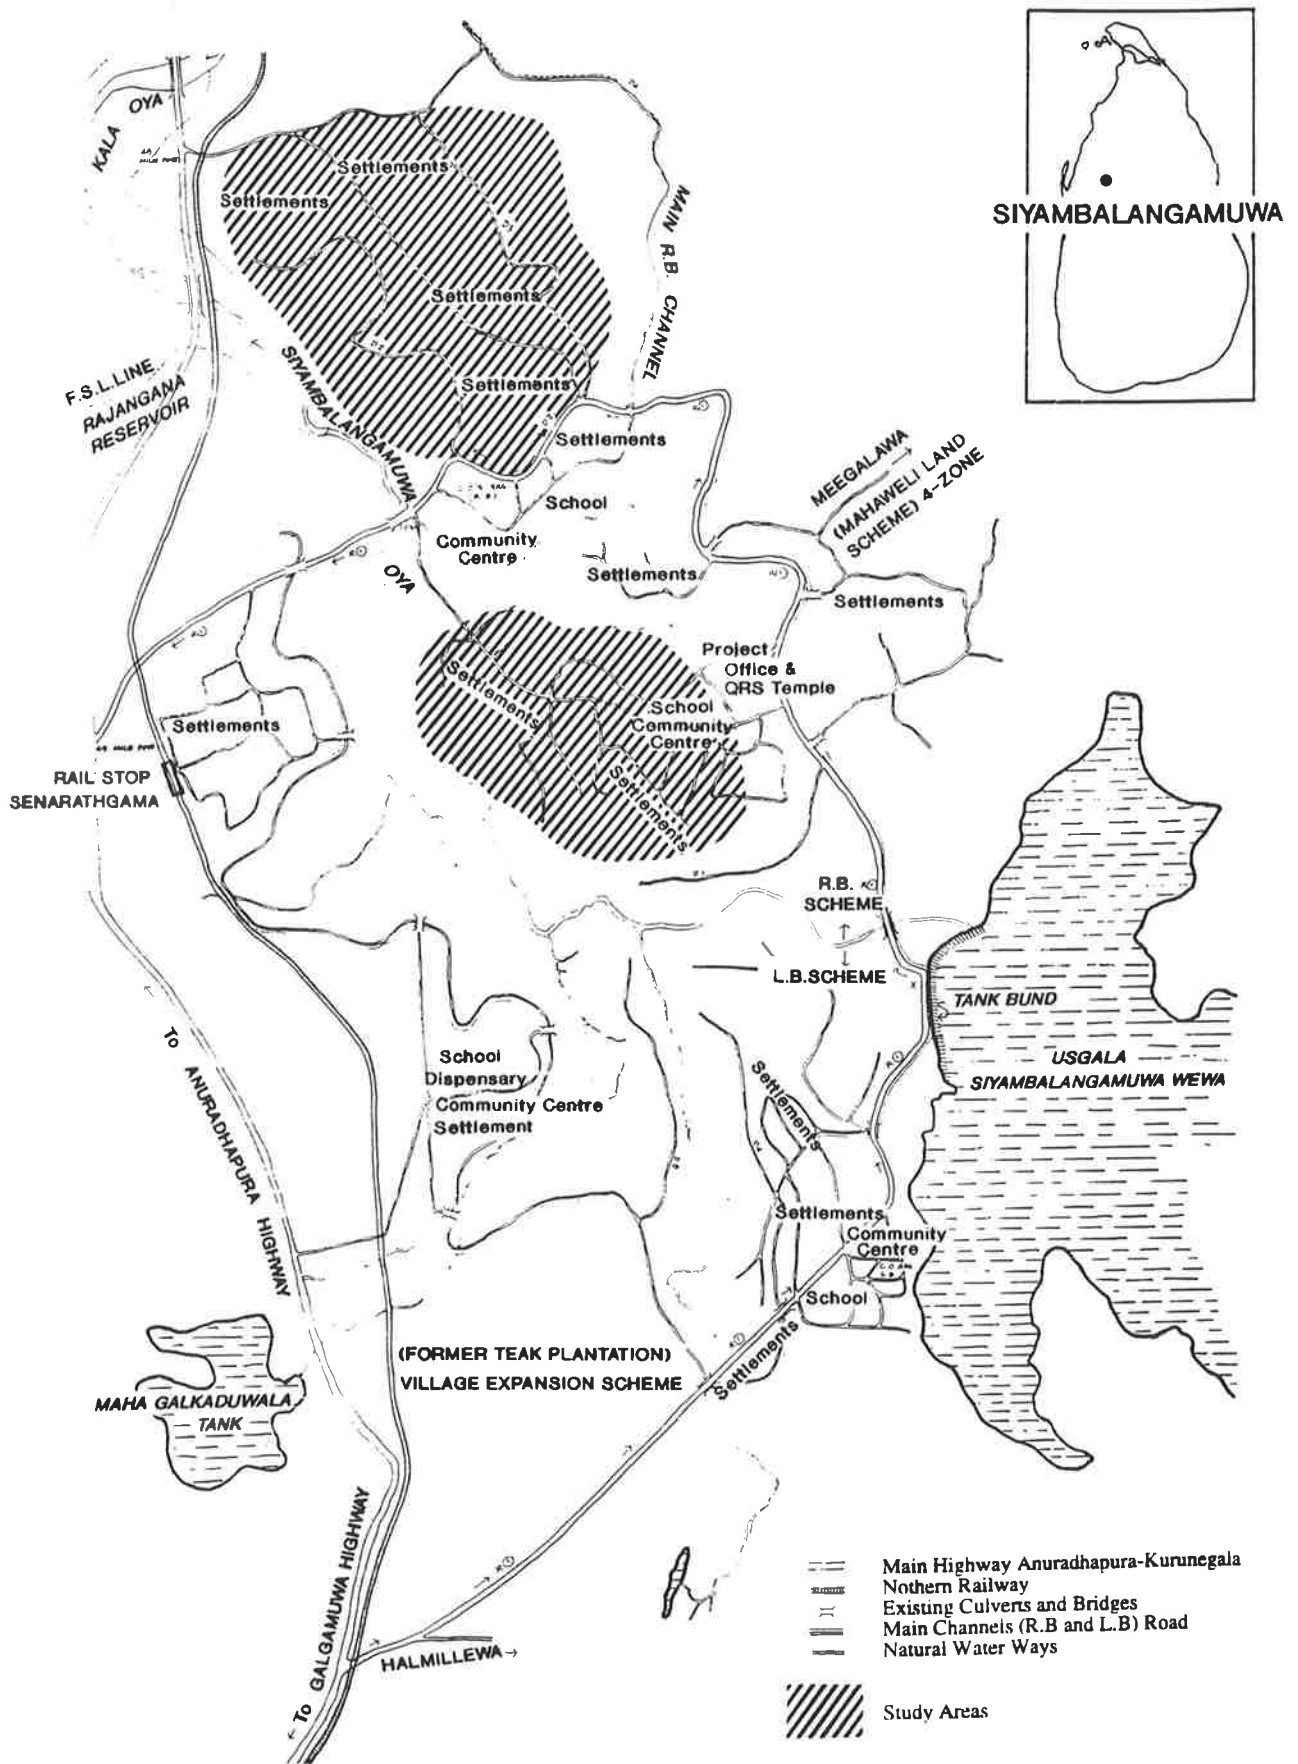 SIYAMBALANGAMUWA
KALA OYA
MILE POST
Settlements
Settlements
MAIN R.B. CHANNEL
Settlements
F.S.L.LINE
RAJANGANA
RESERVOIR
SIYAMBALANGAMUWA
OYA
Settlements
Settlements
School
Community
Centre
MEEGALAWA
(MAHAWELI LAND
SCHEME) 4-ZONE
Settlements
Settlements
Project
Office &
QRS Temple
Settlements
School
Community
Centre
Settlements
Settlements
MILE POST
RAIL STOP
SENARATHGAMA
R.B.
SCHEME
L.B.SCHEME
TANK BUND
USGALA
SIYAMBALANGAMUWA WEWA
To ANURADHAPURA HIGHWAY
School
Dispensary
Community Centre
Settlement
Settlements
Settlements
Community
Centre
School
Settlements
(FORMER TEAK PLANTATION)
VILLAGE EXPANSION SCHEME
MAHA GALKADUWALA
TANK
← To GALGAMUWA HIGHWAY
HALMILLEWA →
Main Highway Anuradhapura-Kurunegala
Nothern Railway
Existing Culverts and Bridges
Main Channels (R.B and L.B) Road
Natural Water Ways
Study Areas